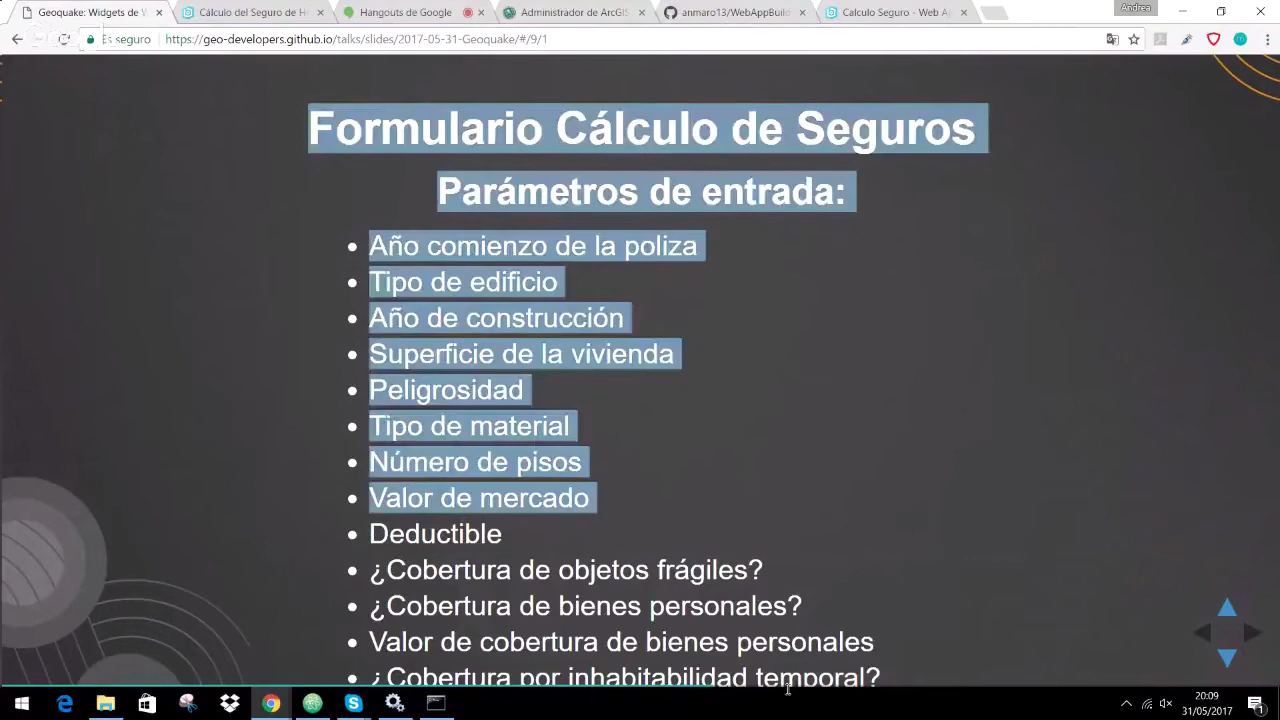 Geoquake: Widgets de W
Cálculo del Seguro de H
Hangouts de Google
Administrador de ArcGIS
anmaro13/WebAppBuild
Calculo Seguro - Web A
Andrea
seguro
https://geo-developers.github.io/talks/slides/2017-05-31-Geoquake/#/9/1
Formulario Cálculo de Seguros
Parámetros de entrada:
Año comienzo de la poliza
Tipo de edificio
Año de construcción
Superficie de la vivienda
Peligrosidad
Tipo de material
Número de pisos
Valor de mercado
Deductible
¿Cobertura de objetos frágiles?
¿Cobertura de bienes personales?
Valor de cobertura de bienes personales
¿Cobertura por inhabitabilidad temporal?
20:09
31/05/2017
1